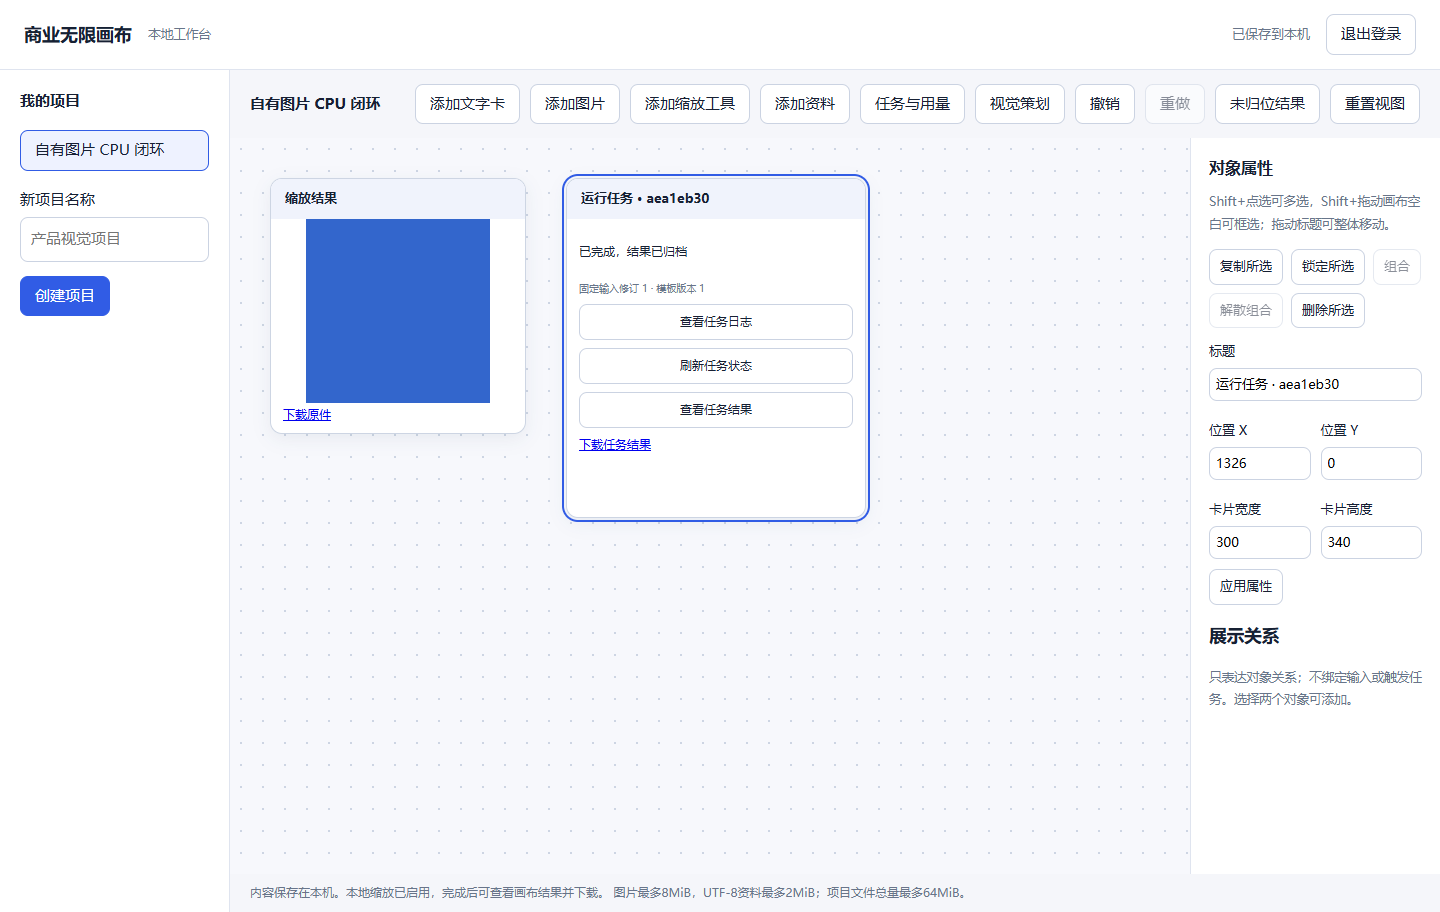 商业无限画布 本地工作台 已保存到本机 退出登录
我的项目
自有图片 CPU 闭环
新项目名称
产品视觉项目
创建项目
自有图片 CPU 闭环 添加文字卡 添加图片 添加缩放工具 添加资料 任务与用量 视觉策划 撤销 重做 未归位结果 重置视图
缩放结果
下载原件
运行任务 • aea1eb30
已完成，结果已归档
固定输入修订 1 · 模板版本 1
查看任务日志
刷新任务状态
查看任务结果
下载任务结果
对象属性
Shift+点选可多选，Shift+拖动画布空
白可框选；拖动标题可整体移动。
复制所选 锁定所选 组合
解散组合 删除所选
标题
运行任务 · aea1eb30
位置 X 位置 Y
1326 0
卡片宽度 卡片高度
300 340
应用属性
展示关系
只表达对象关系；不绑定输入或触发任
务。选择两个对象可添加。
内容保存在本机。本地缩放已启用，完成后可查看画布结果并下载。 图片最多8MiB，UTF-8资料最多2MiB；项目文件总量最多64MiB。